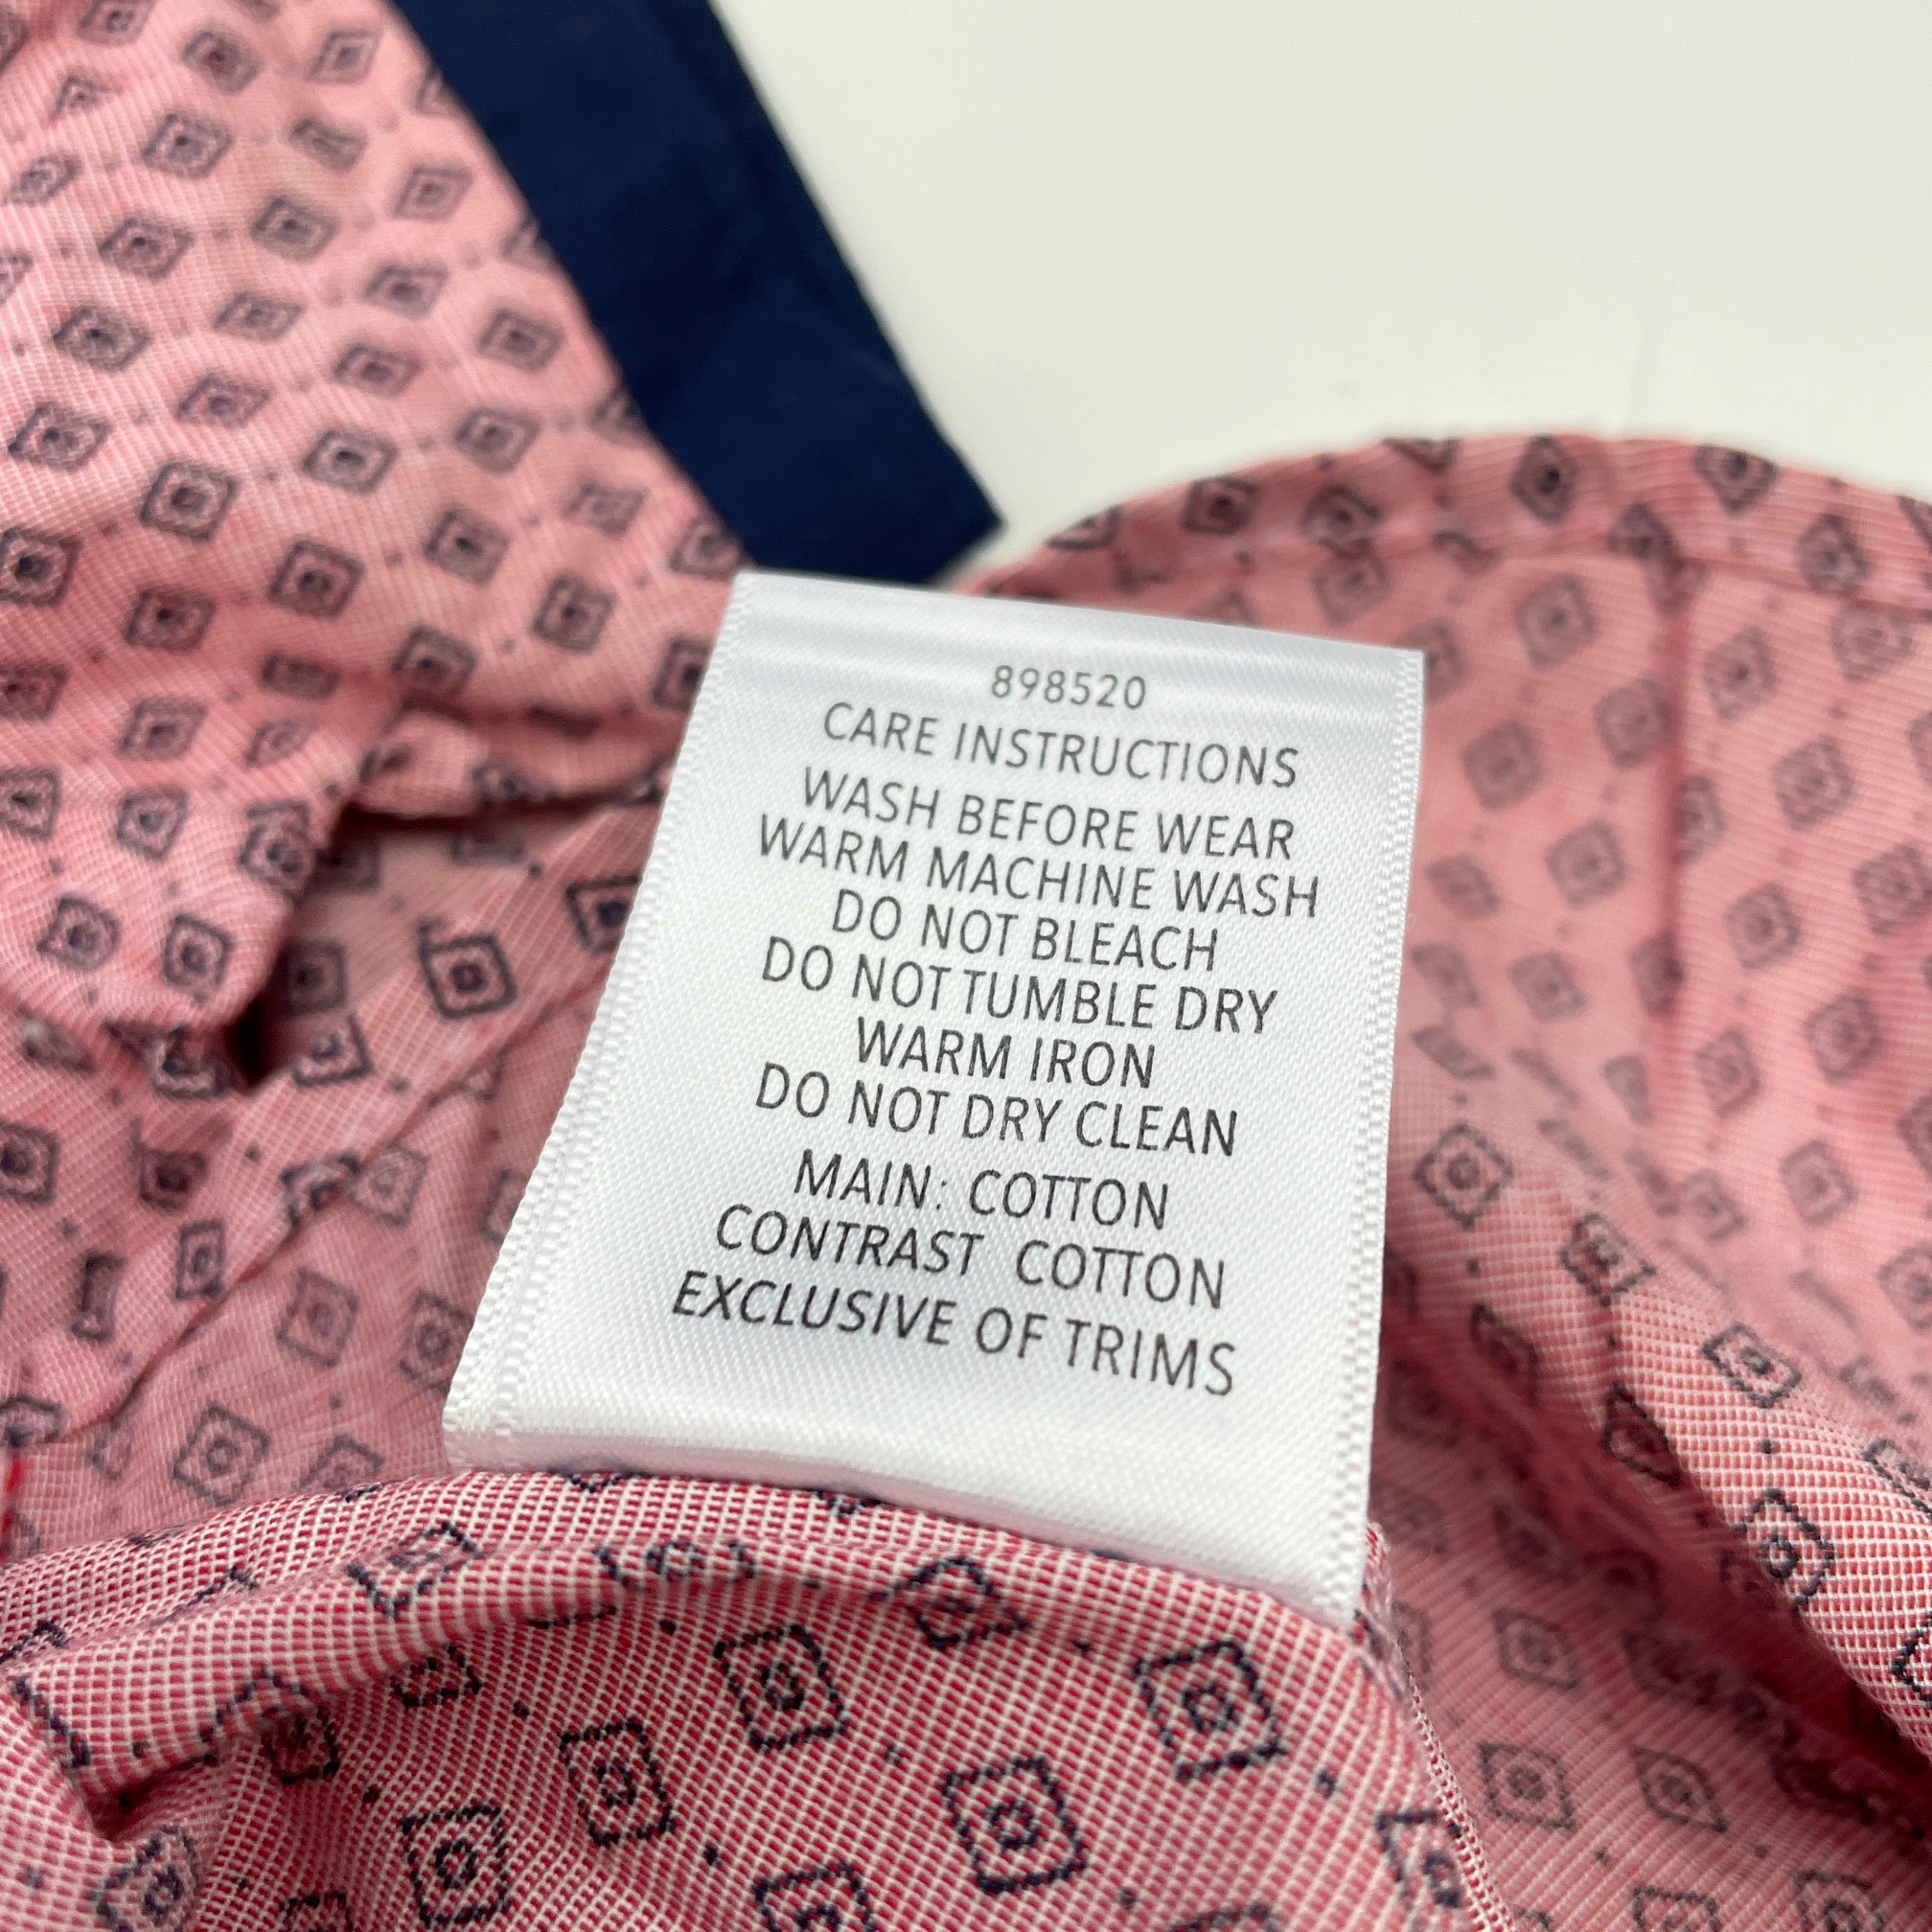 898520
CARE INSTRUCTIONS
WASH BEFORE WEAR
WARM MACHINE WASH
DO NOT BLEACH
DO NOT TUMBLE DRY
WARM IRON
DO NOT DRY CLEAN
MAIN: COTTON
CONTRAST COTTON
EXCLUSIVE OF TRIMS